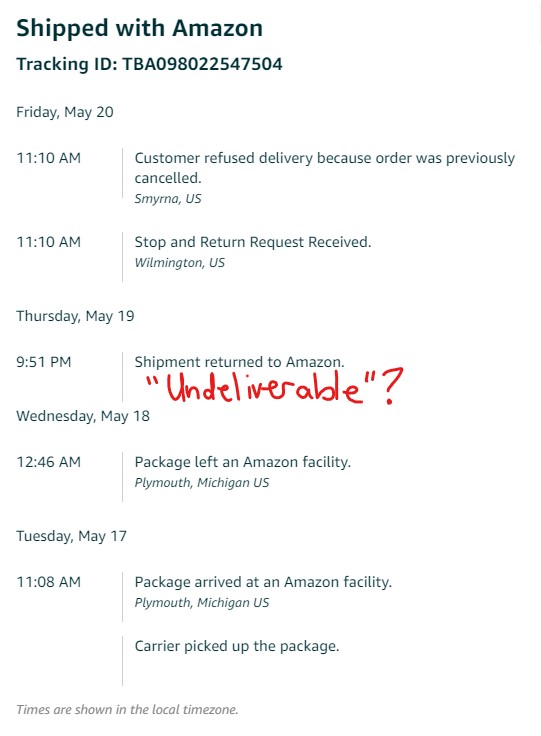 Shipped with Amazon
Tracking ID: TBA098022547504
Friday, May 20
11:10 AM
Customer refused delivery because order was previously
cancelled.
Smyrna, US
11:10 AM
Stop and Return Request Received.
Wilmington, US
Thursday, May 19
9:51 PM
Shipment returned to Amazon.
"Undeliverable"?
Wednesday, May 18
12:46 AM
Package left an Amazon facility.
Plymouth, Michigan US
Tuesday, May 17
11:08 AM
Package arrived at an Amazon facility.
Plymouth, Michigan US
Carrier picked up the package.
Times are shown in the local timezone.